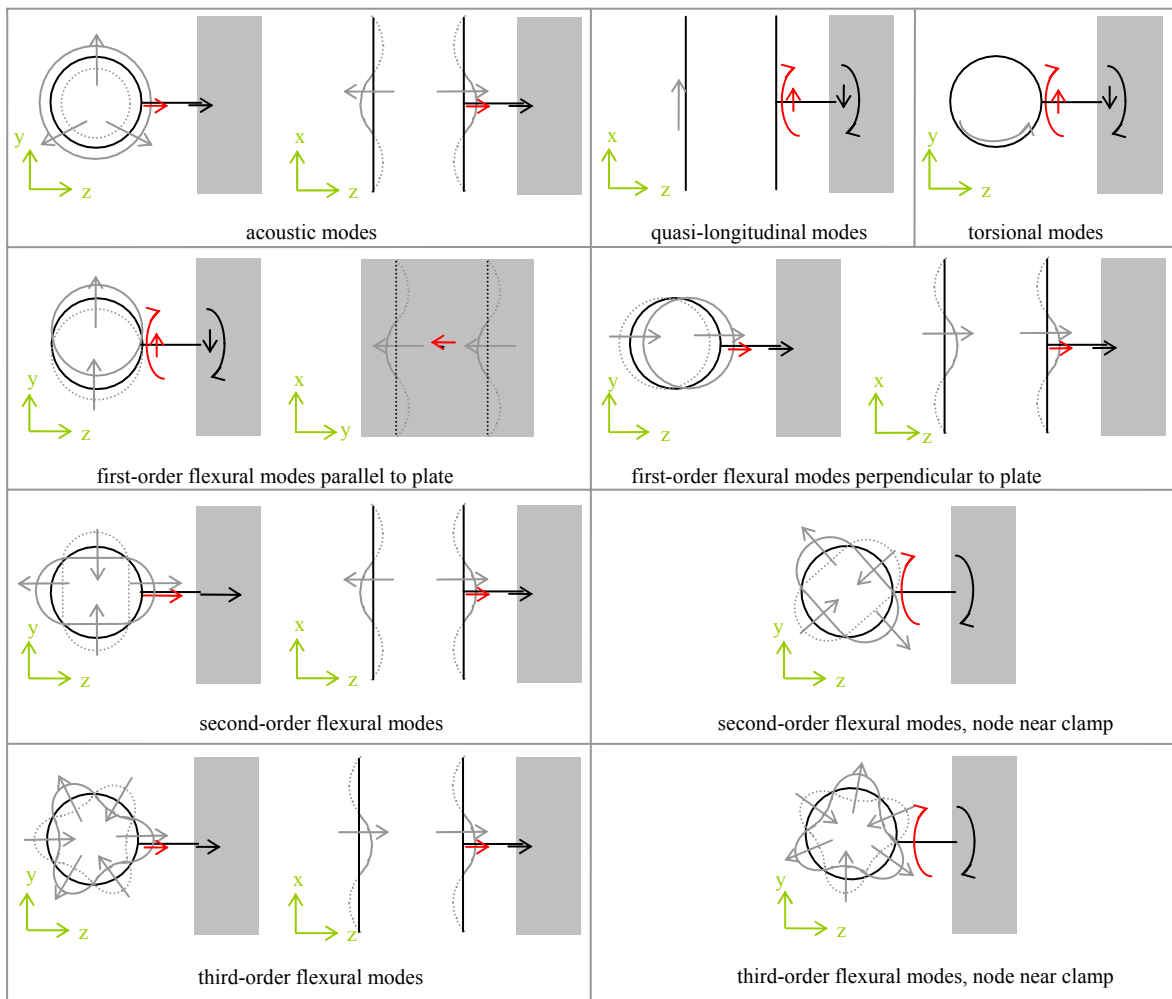 y
z
x
z
acoustic modes
x
z
quasi-longitudinal modes
y
z
torsional modes
y
z
x
y
first-order flexural modes parallel to plate
y
z
x
z
first-order flexural modes perpendicular to plate
y
z
x
z
second-order flexural modes
y
z
second-order flexural modes, node near clamp
y
z
x
z
third-order flexural modes
y
z
third-order flexural modes, node near clamp